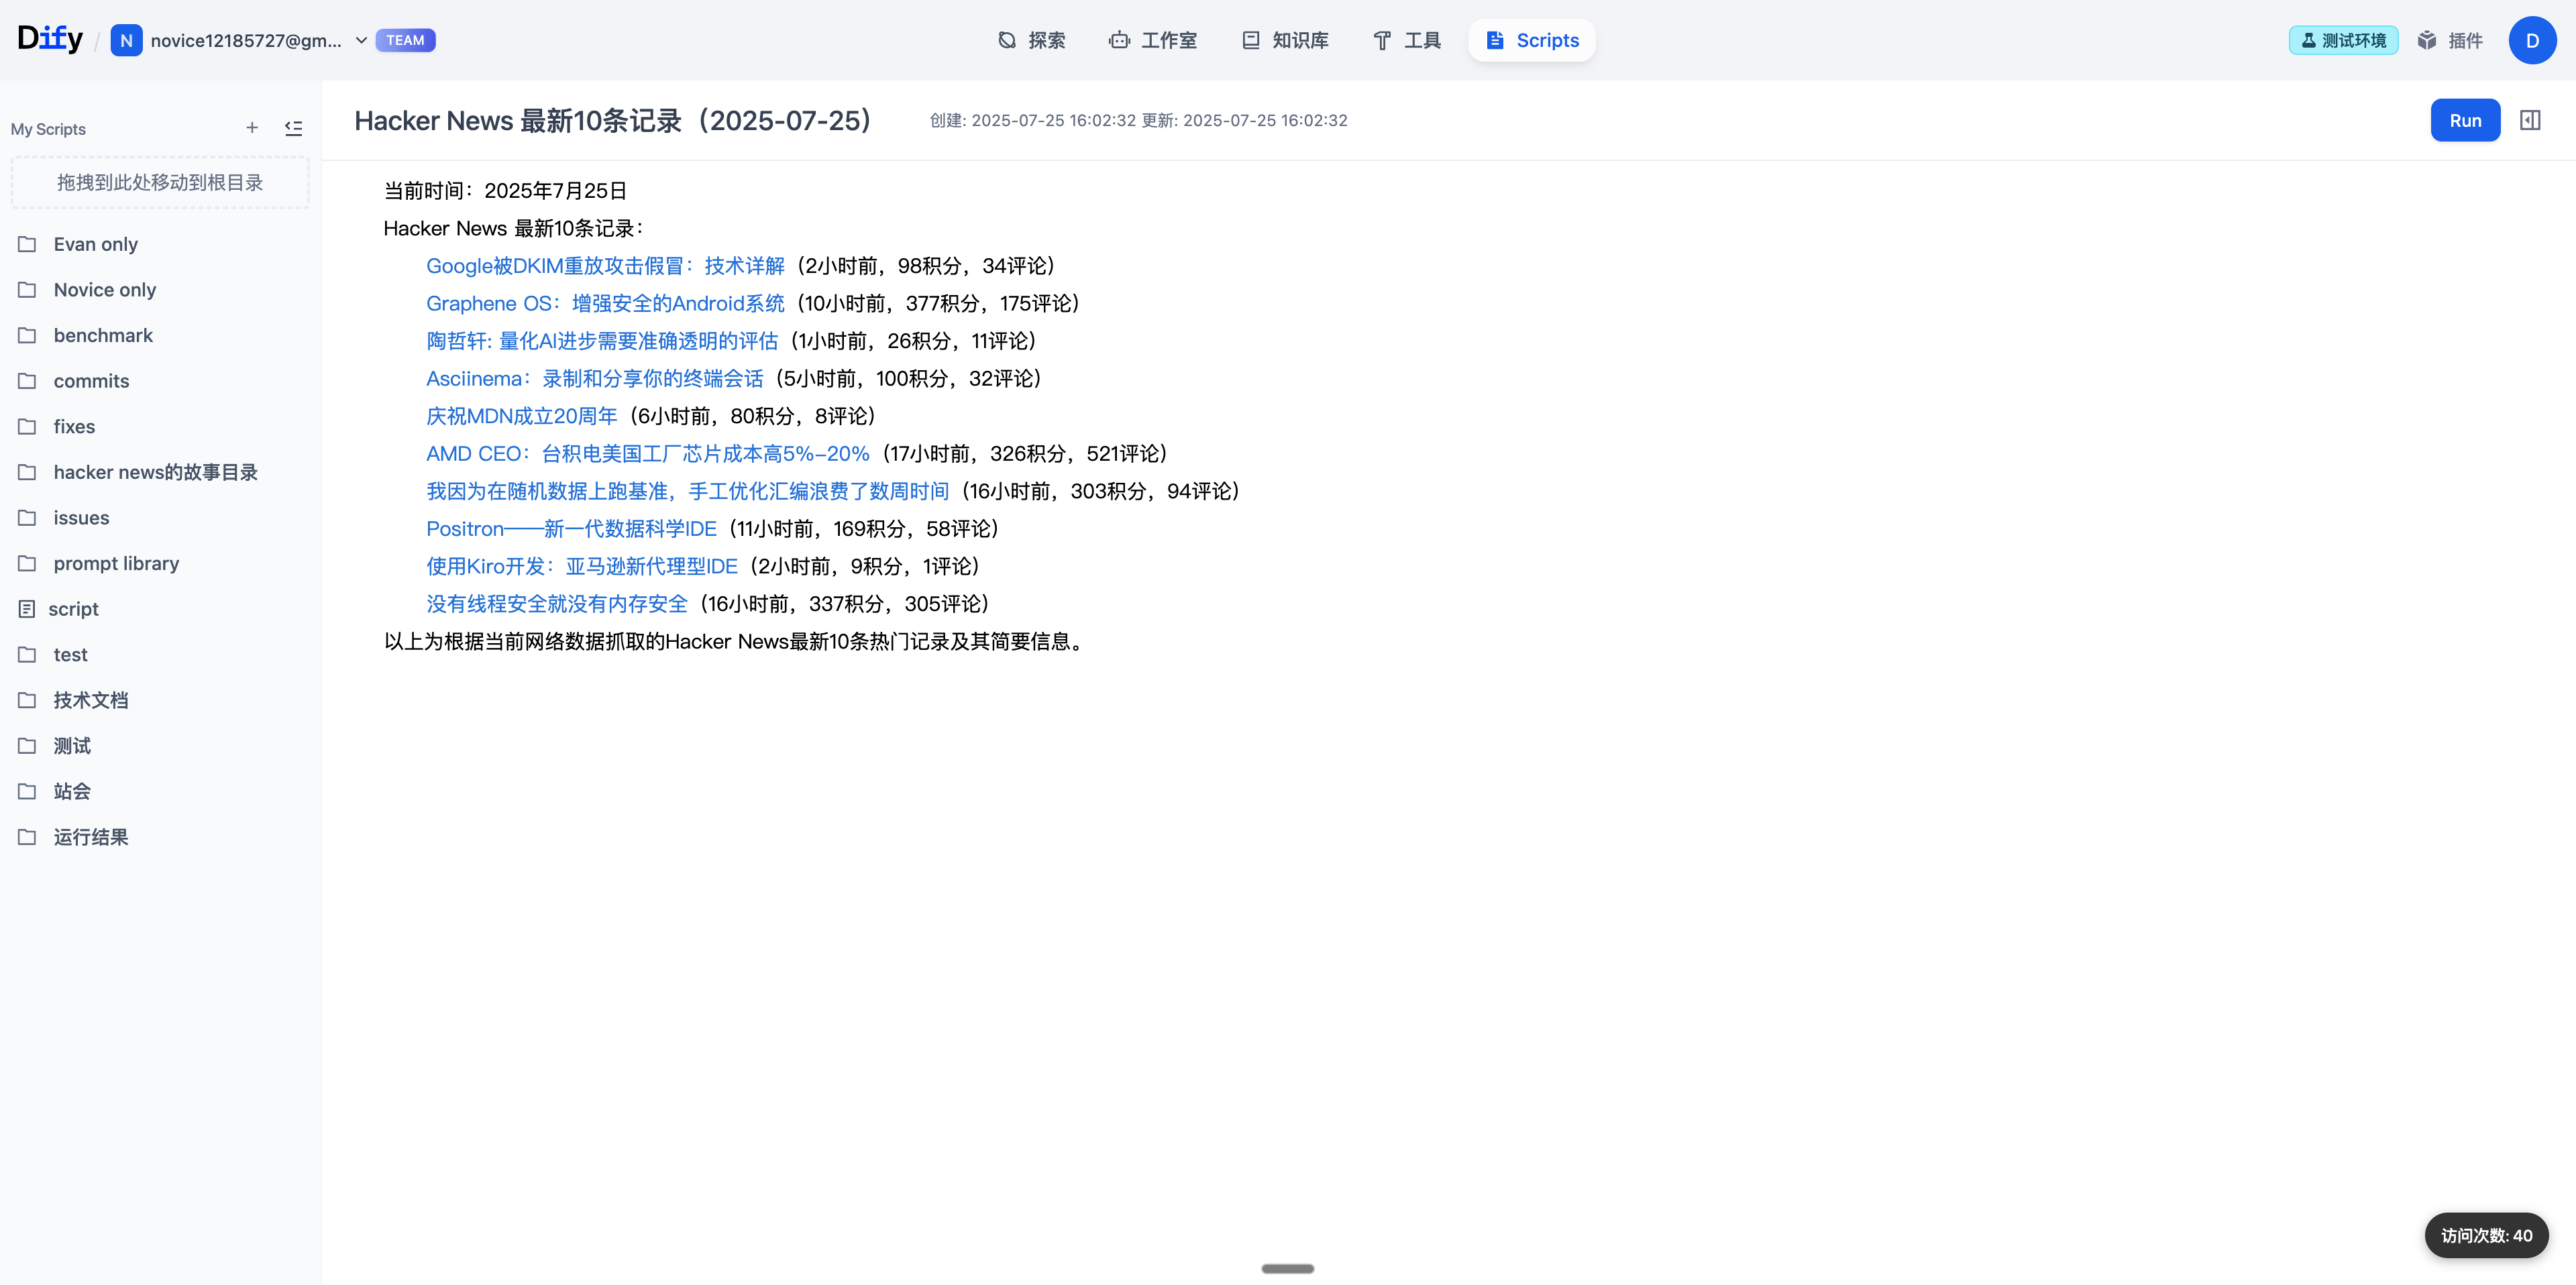 Dify / N novice12185727@gm... TEAM 探索 工作室 知识库 工具 Scripts 测试环境 插件 D
My Scripts
拖拽到此处移动到根目录
Evan only
Novice only
benchmark
commits
fixes
hacker news的故事目录
issues
prompt library
script
test
技术文档
测试
站会
运行结果
Hacker News 最新10条记录（2025-07-25） 创建: 2025-07-25 16:02:32 更新: 2025-07-25 16:02:32 Run
当前时间：2025年7月25日
Hacker News 最新10条记录：
Google被DKIM重放攻击假冒：技术详解（2小时前，98积分，34评论）
Graphene OS：增强安全的Android系统（10小时前，377积分，175评论）
陶哲轩: 量化AI进步需要准确透明的评估（1小时前，26积分，11评论）
Asciinema：录制和分享你的终端会话（5小时前，100积分，32评论）
庆祝MDN成立20周年（6小时前，80积分，8评论）
AMD CEO：台积电美国工厂芯片成本高5%–20%（17小时前，326积分，521评论）
我因为在随机数据上跑基准，手工优化汇编浪费了数周时间（16小时前，303积分，94评论）
Positron——新一代数据科学IDE（11小时前，169积分，58评论）
使用Kiro开发：亚马逊新代理型IDE（2小时前，9积分，1评论）
没有线程安全就没有内存安全（16小时前，337积分，305评论）
以上为根据当前网络数据抓取的Hacker News最新10条热门记录及其简要信息。
访问次数: 40